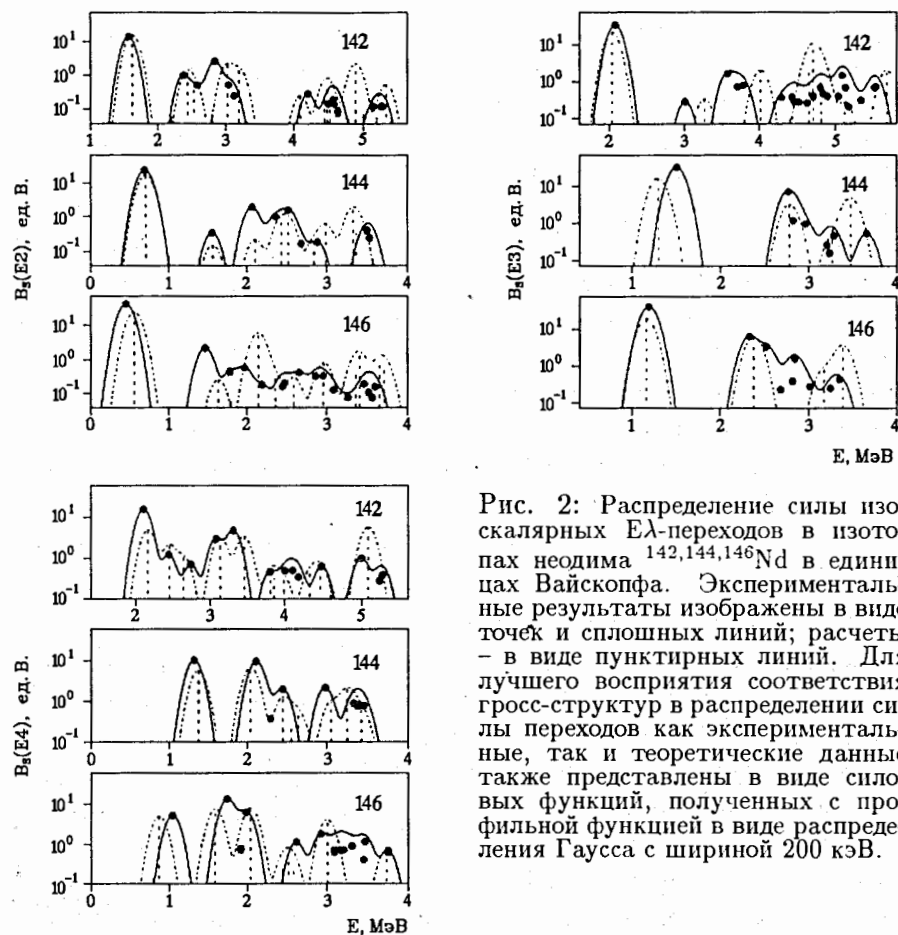 10¹
10⁰
10⁻¹
142
1 2 3 4 5
10¹
10⁰
10⁻¹
144
0 1 2 3 4
10¹
10⁰
10⁻¹
146
0 1 2 3 4
Bₛ(E2), ед. В.
10¹
10⁰
10⁻¹
142
2 3 4 5
10¹
10⁰
10⁻¹
144
1 2 3 4
10¹
10⁰
10⁻¹
146
1 2 3 4
Bₛ(E3), ед. В.
E, МэВ
10¹
10⁰
10⁻¹
142
2 3 4 5
10¹
10⁰
10⁻¹
144
0 1 2 3 4
10¹
10⁰
10⁻¹
146
0 1 2 3 4
Bₛ(E4), ед. В.
E, МэВ
Рис. 2: Распределение силы изо
скалярных Eλ-переходов в изото
пах неодима ¹⁴²,¹⁴⁴,¹⁴⁶Nd в едини
цах Вайскопфа. Эксперименталь
ные результаты изображены в виде
точек и сплошных линий; расчеты
– в виде пунктирных линий. Для
лучшего восприятия соответствия
гросс-структур в распределении си
лы переходов как эксперименталь
ные, так и теоретические данные
также представлены в виде сило
вых функций, полученных с про
фильной функцией в виде распреде
ления Гаусса с шириной 200 кэВ.